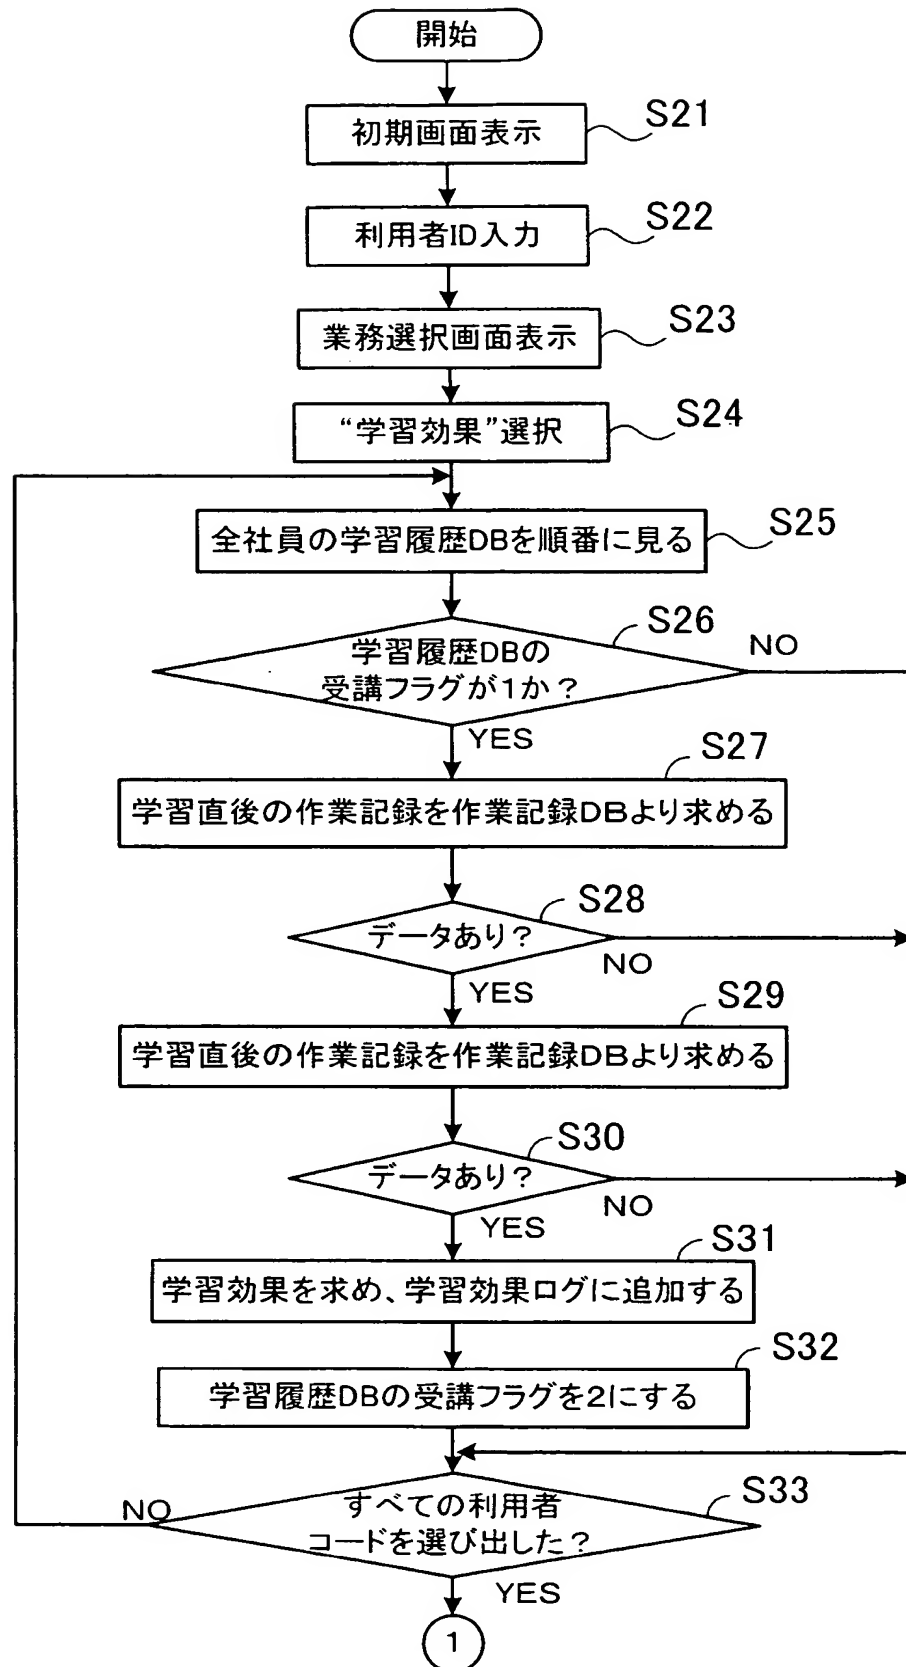 開始
初期画面表示
S21
利用者ID入力
S22
業務選択画面表示
S23
“学習効果”選択
S24
全社員の学習履歴DBを順番に見る
S25
学習履歴DBの
受講フラグが1か？
S26
NO
YES
S27
学習直後の作業記録を作業記録DBより求める
データあり？
S28
NO
YES
S29
学習直後の作業記録を作業記録DBより求める
データあり？
S30
NO
YES
S31
学習効果を求め、学習効果ログに追加する
S32
学習履歴DBの受講フラグを2にする
すべての利用者
コードを選び出した？
S33
NO
YES
1